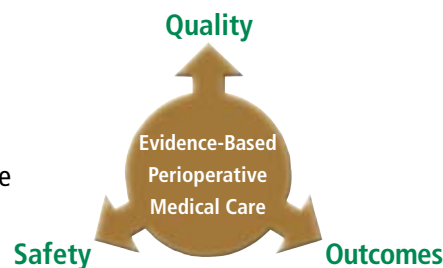 Quality
Evidence-Based
Perioperative
Medical Care
e
Safety
Outcomes